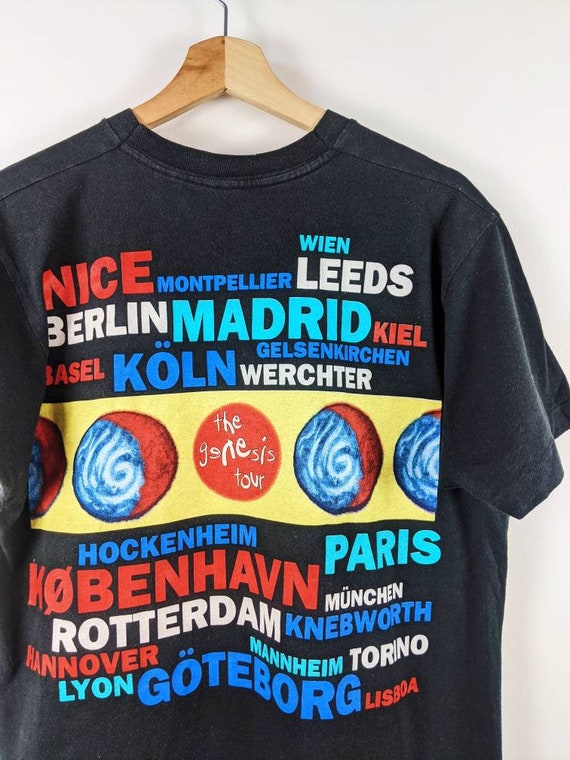 WIEN
NICE MONTPELLIER LEEDS
BERLIN MADRID KIEL
BASEL KÖLN GELSENKIRCHEN
WERCHTER
the
genesis
tour
HOCKENHEIM PARIS
KØBENHAVN MÜNCHEN
ROTTERDAM KNEBWORTH
HANNOVER MANNHEIM TORINO
LYON GÖTEBORG LISBOA